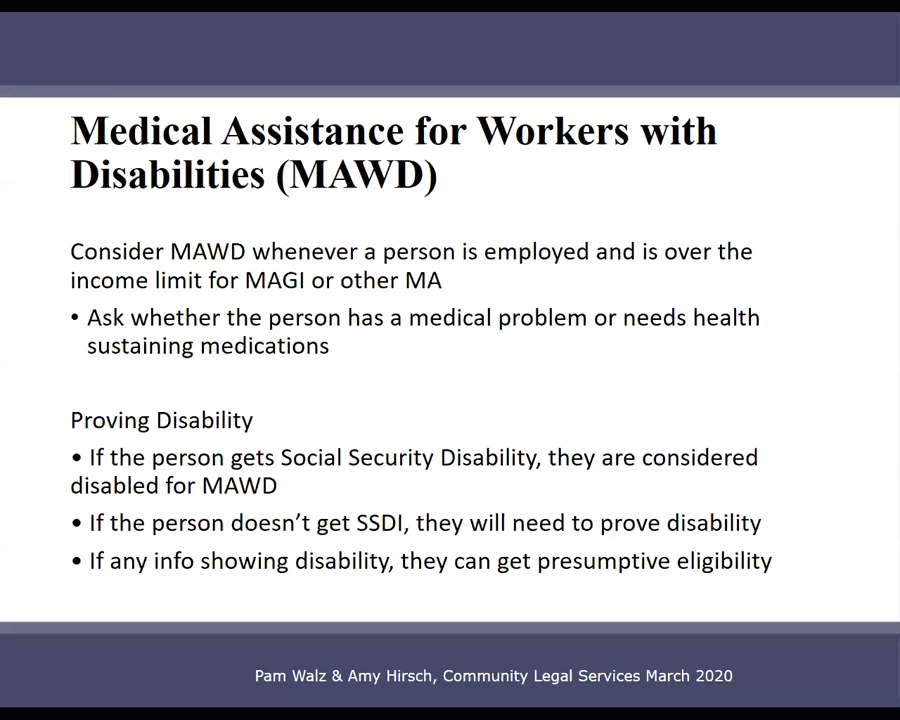 Medical Assistance for Workers with
Disabilities (MAWD)
Consider MAWD whenever a person is employed and is over the
income limit for MAGI or other MA
• Ask whether the person has a medical problem or needs health
sustaining medications
Proving Disability
• If the person gets Social Security Disability, they are considered
disabled for MAWD
• If the person doesn’t get SSDI, they will need to prove disability
• If any info showing disability, they can get presumptive eligibility
Pam Walz & Amy Hirsch, Community Legal Services March 2020